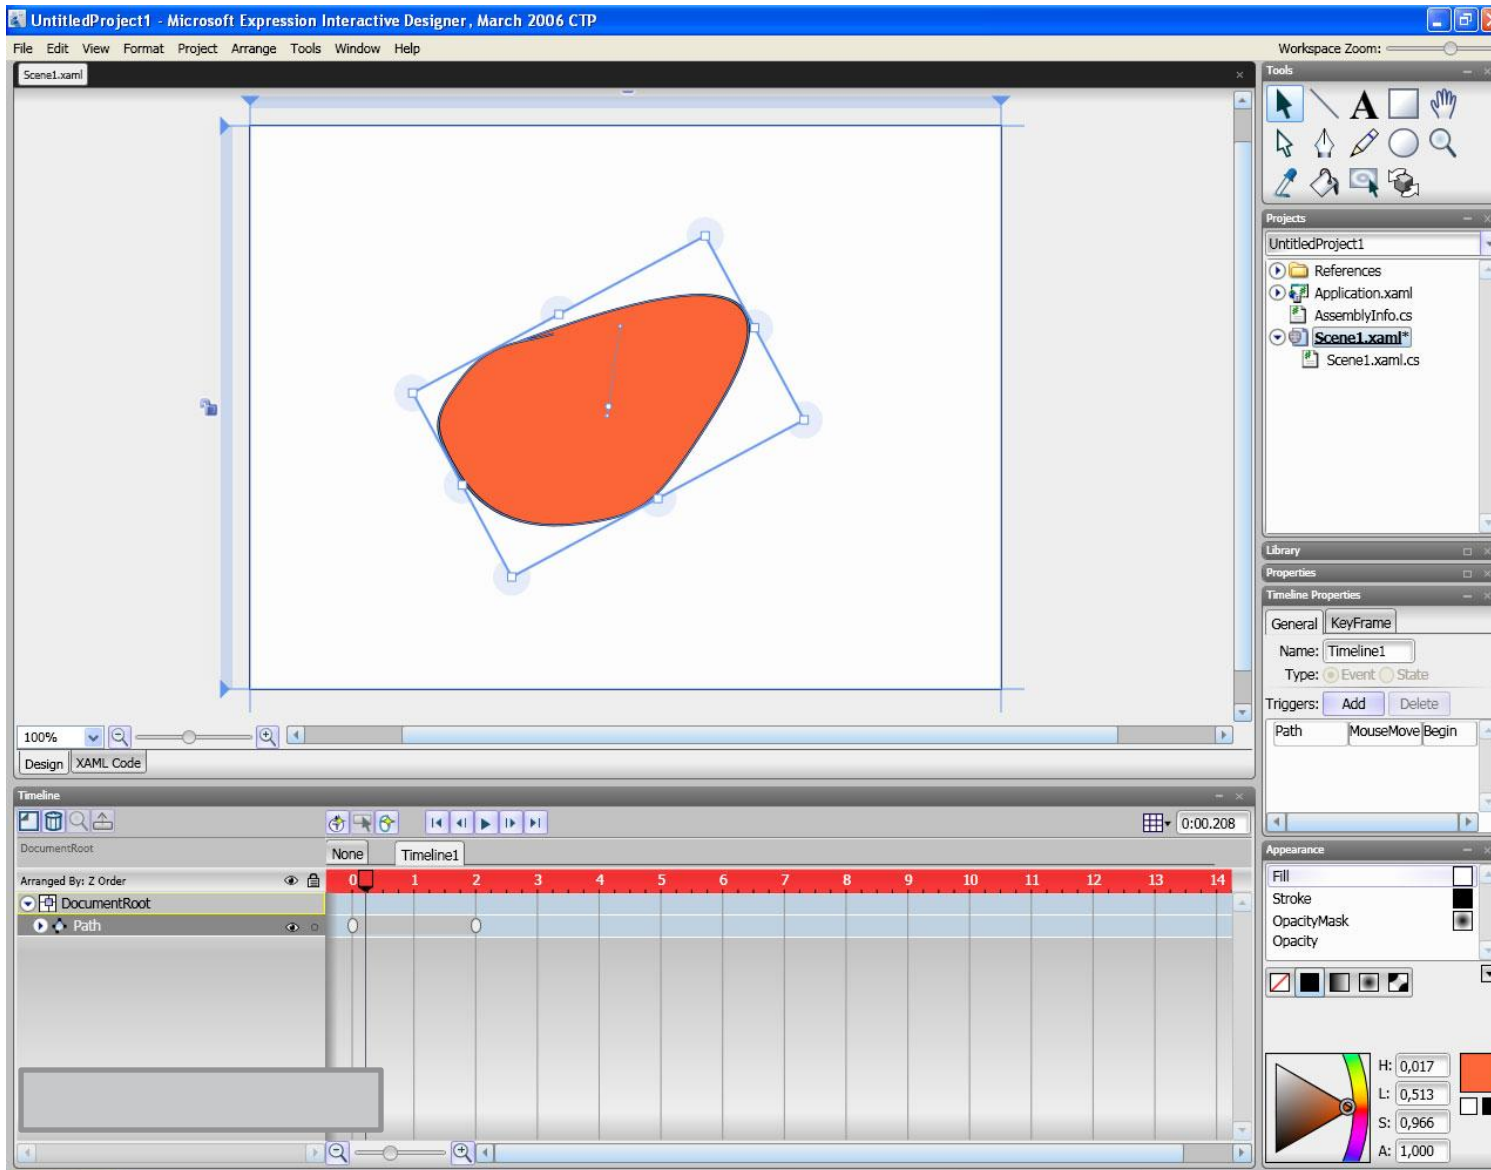 UntitledProject1 - Microsoft Expression Interactive Designer, March 2006 CTP
File Edit View Format Project Arrange Tools Window Help
Workspace Zoom:
Scene1.xaml
Tools
A
Projects
UntitledProject1
References
Application.xaml
AssemblyInfo.cs
Scene1.xaml*
Scene1.xaml.cs
Library
Properties
Timeline Properties
General KeyFrame
Name: Timeline1
Type: Event State
Triggers: Add Delete
Path MouseMove Begin
100%
Design XAML Code
Timeline
0:00.208
DocumentRoot
None Timeline1
Arranged By: Z Order
0 1 2 3 4 5 6 7 8 9 10 11 12 13 14
DocumentRoot
Path
Appearance
Fill
Stroke
OpacityMask
Opacity
H: 0,017
L: 0,513
S: 0,966
A: 1,000